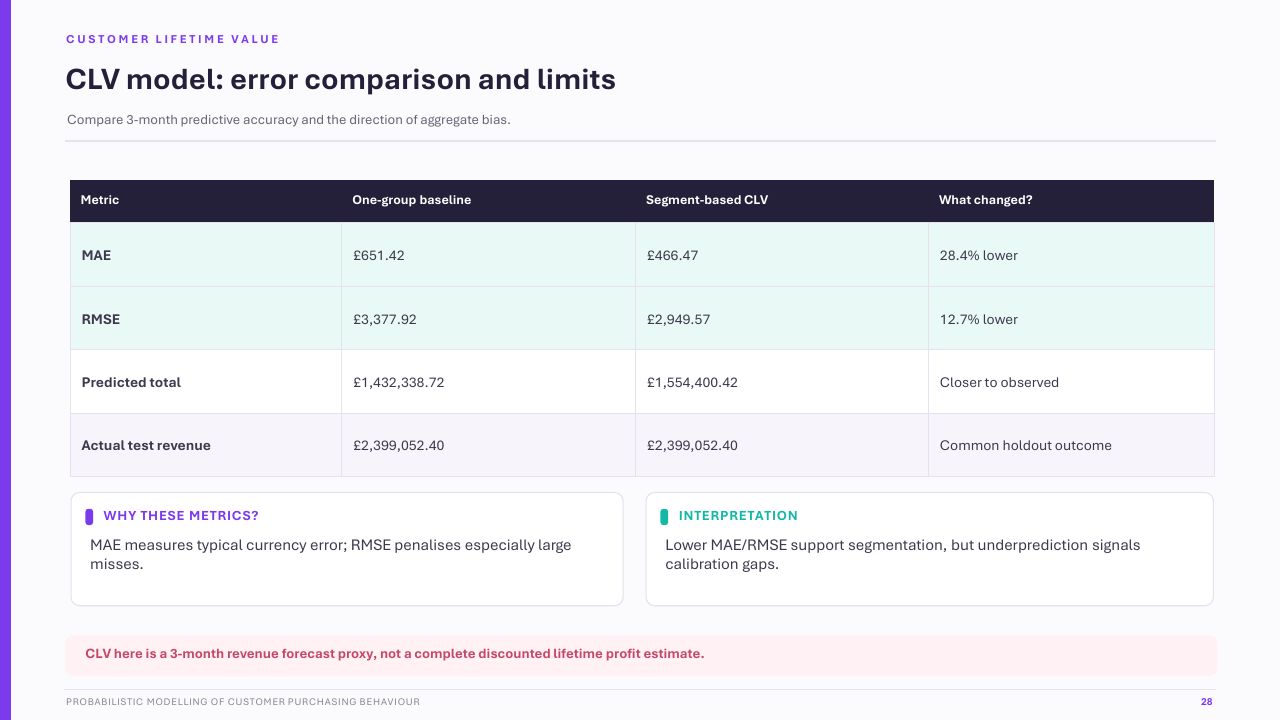 CUSTOMER LIFETIME VALUE
CLV model: error comparison and limits
Compare 3-month predictive accuracy and the direction of aggregate bias.
Metric One-group baseline Segment-based CLV What changed?
MAE £651.42 £466.47 28.4% lower
RMSE £3,377.92 £2,949.57 12.7% lower
Predicted total £1,432,338.72 £1,554,400.42 Closer to observed
Actual test revenue £2,399,052.40 £2,399,052.40 Common holdout outcome
WHY THESE METRICS?
MAE measures typical currency error; RMSE penalises especially large
misses.
INTERPRETATION
Lower MAE/RMSE support segmentation, but underprediction signals
calibration gaps.
CLV here is a 3-month revenue forecast proxy, not a complete discounted lifetime profit estimate.
PROBABILISTIC MODELLING OF CUSTOMER PURCHASING BEHAVIOUR 28